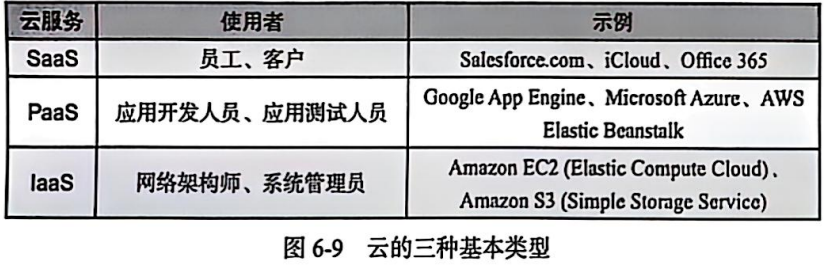 云服务 使用者 示例
SaaS 员工、客户 Salesforce.com、iCloud、Office 365
PaaS 应用开发人员、应用测试人员 Google App Engine、Microsoft Azure、AWS
Elastic Beanstalk
IaaS 网络架构师、系统管理员 Amazon EC2 (Elastic Compute Cloud)、
Amazon S3 (Simple Storage Service)
图 6-9 云的三种基本类型